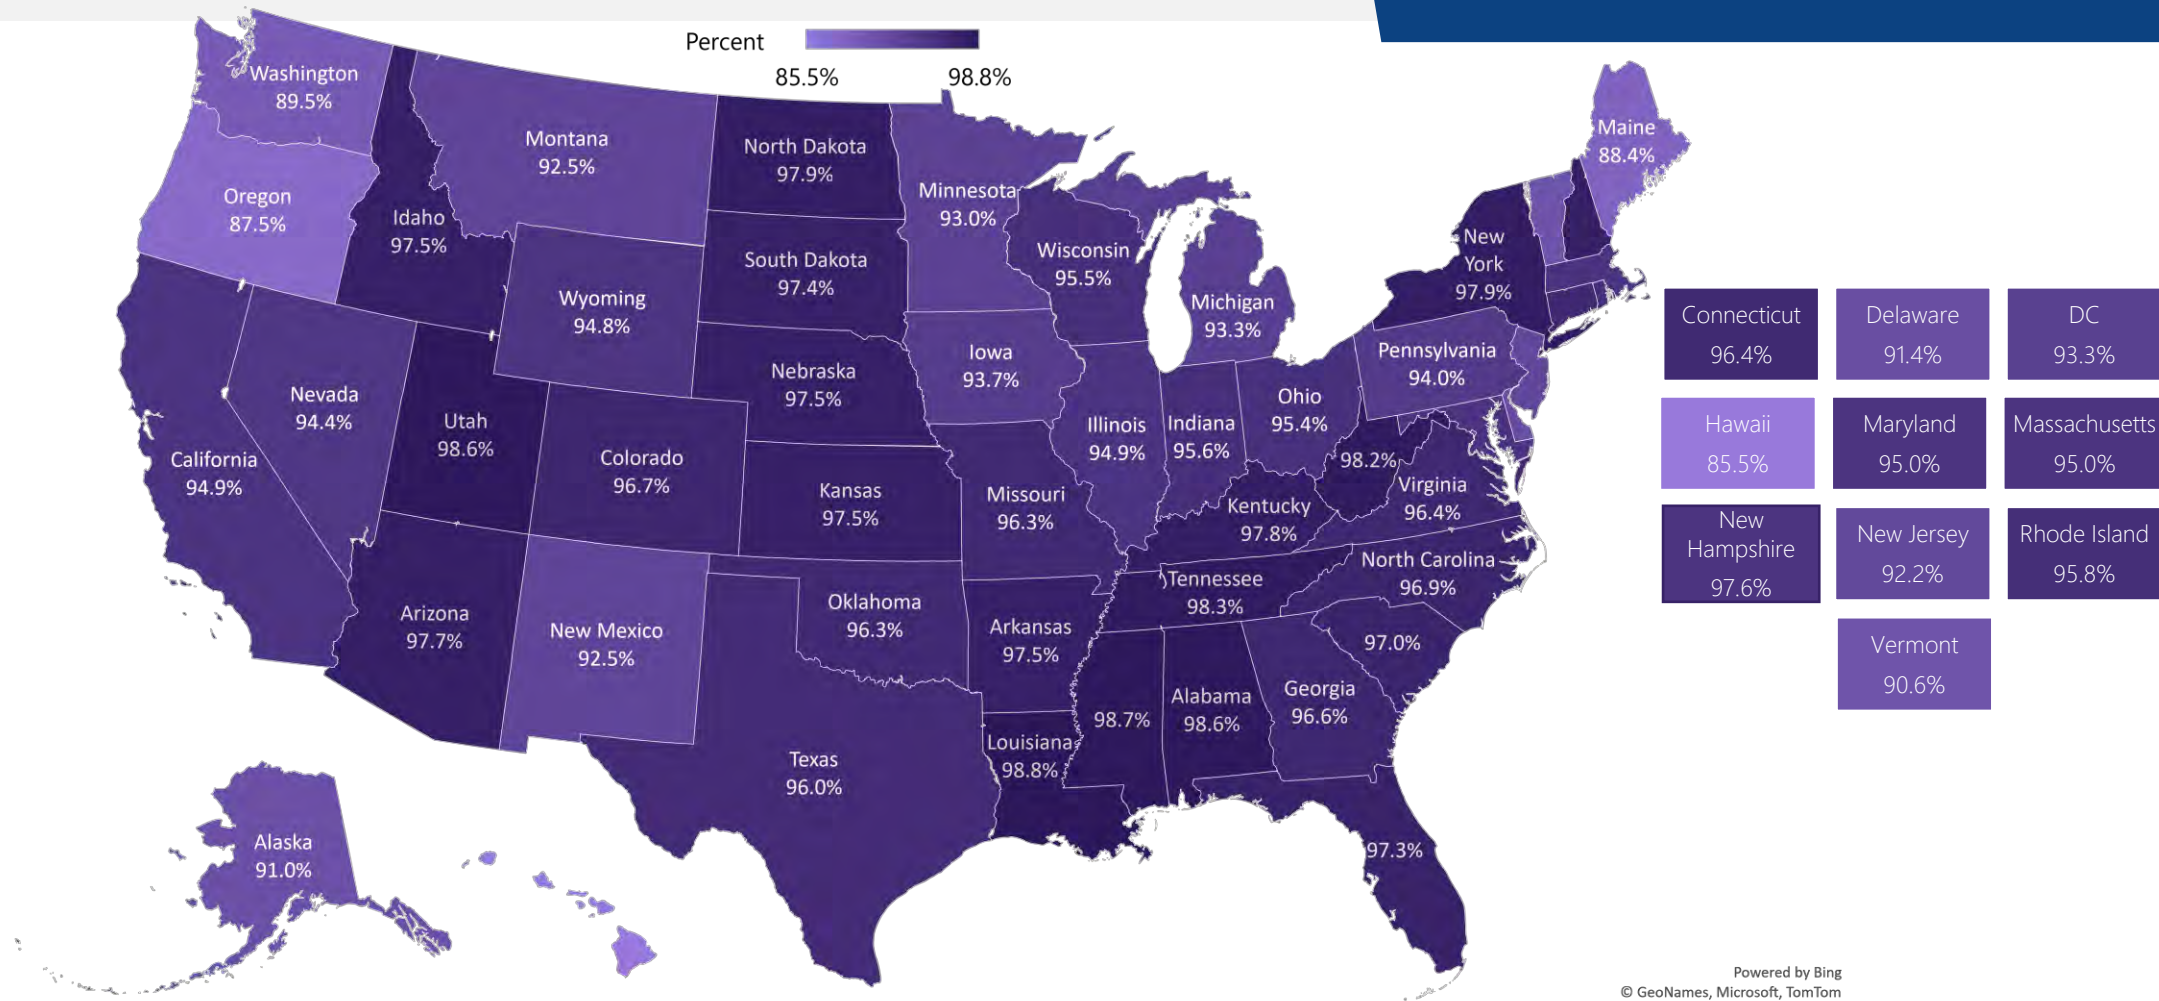 Percent
85.5%
98.8%
Washington
89.5%
Oregon
87.5%
Idaho
97.5%
Montana
92.5%
North Dakota
97.9%
South Dakota
97.4%
Wyoming
94.8%
Nebraska
97.5%
Minnesota
93.0%
Wisconsin
95.5%
Michigan
93.3%
Iowa
93.7%
New
York
97.9%
Maine
88.4%
Pennsylvania
94.0%
Nevada
94.4%
Utah
98.6%
California
94.9%
Colorado
96.7%
Kansas
97.5%
Missouri
96.3%
Illinois
94.9%
Indiana
95.6%
Ohio
95.4%
98.2%
Virginia
96.4%
Kentucky
97.8%
North Carolina
96.9%
Tennessee
98.3%
Arizona
97.7%
New Mexico
92.5%
Oklahoma
96.3%
Arkansas
97.5%
97.0%
Georgia
96.6%
Alabama
98.6%
98.7%
Louisiana
98.8%
Texas
96.0%
97.3%
Alaska
91.0%
Connecticut
96.4%
Delaware
91.4%
DC
93.3%
Hawaii
85.5%
Maryland
95.0%
Massachusetts
95.0%
New
Hampshire
97.6%
New Jersey
92.2%
Rhode Island
95.8%
Vermont
90.6%
Powered by Bing
© GeoNames, Microsoft, TomTom